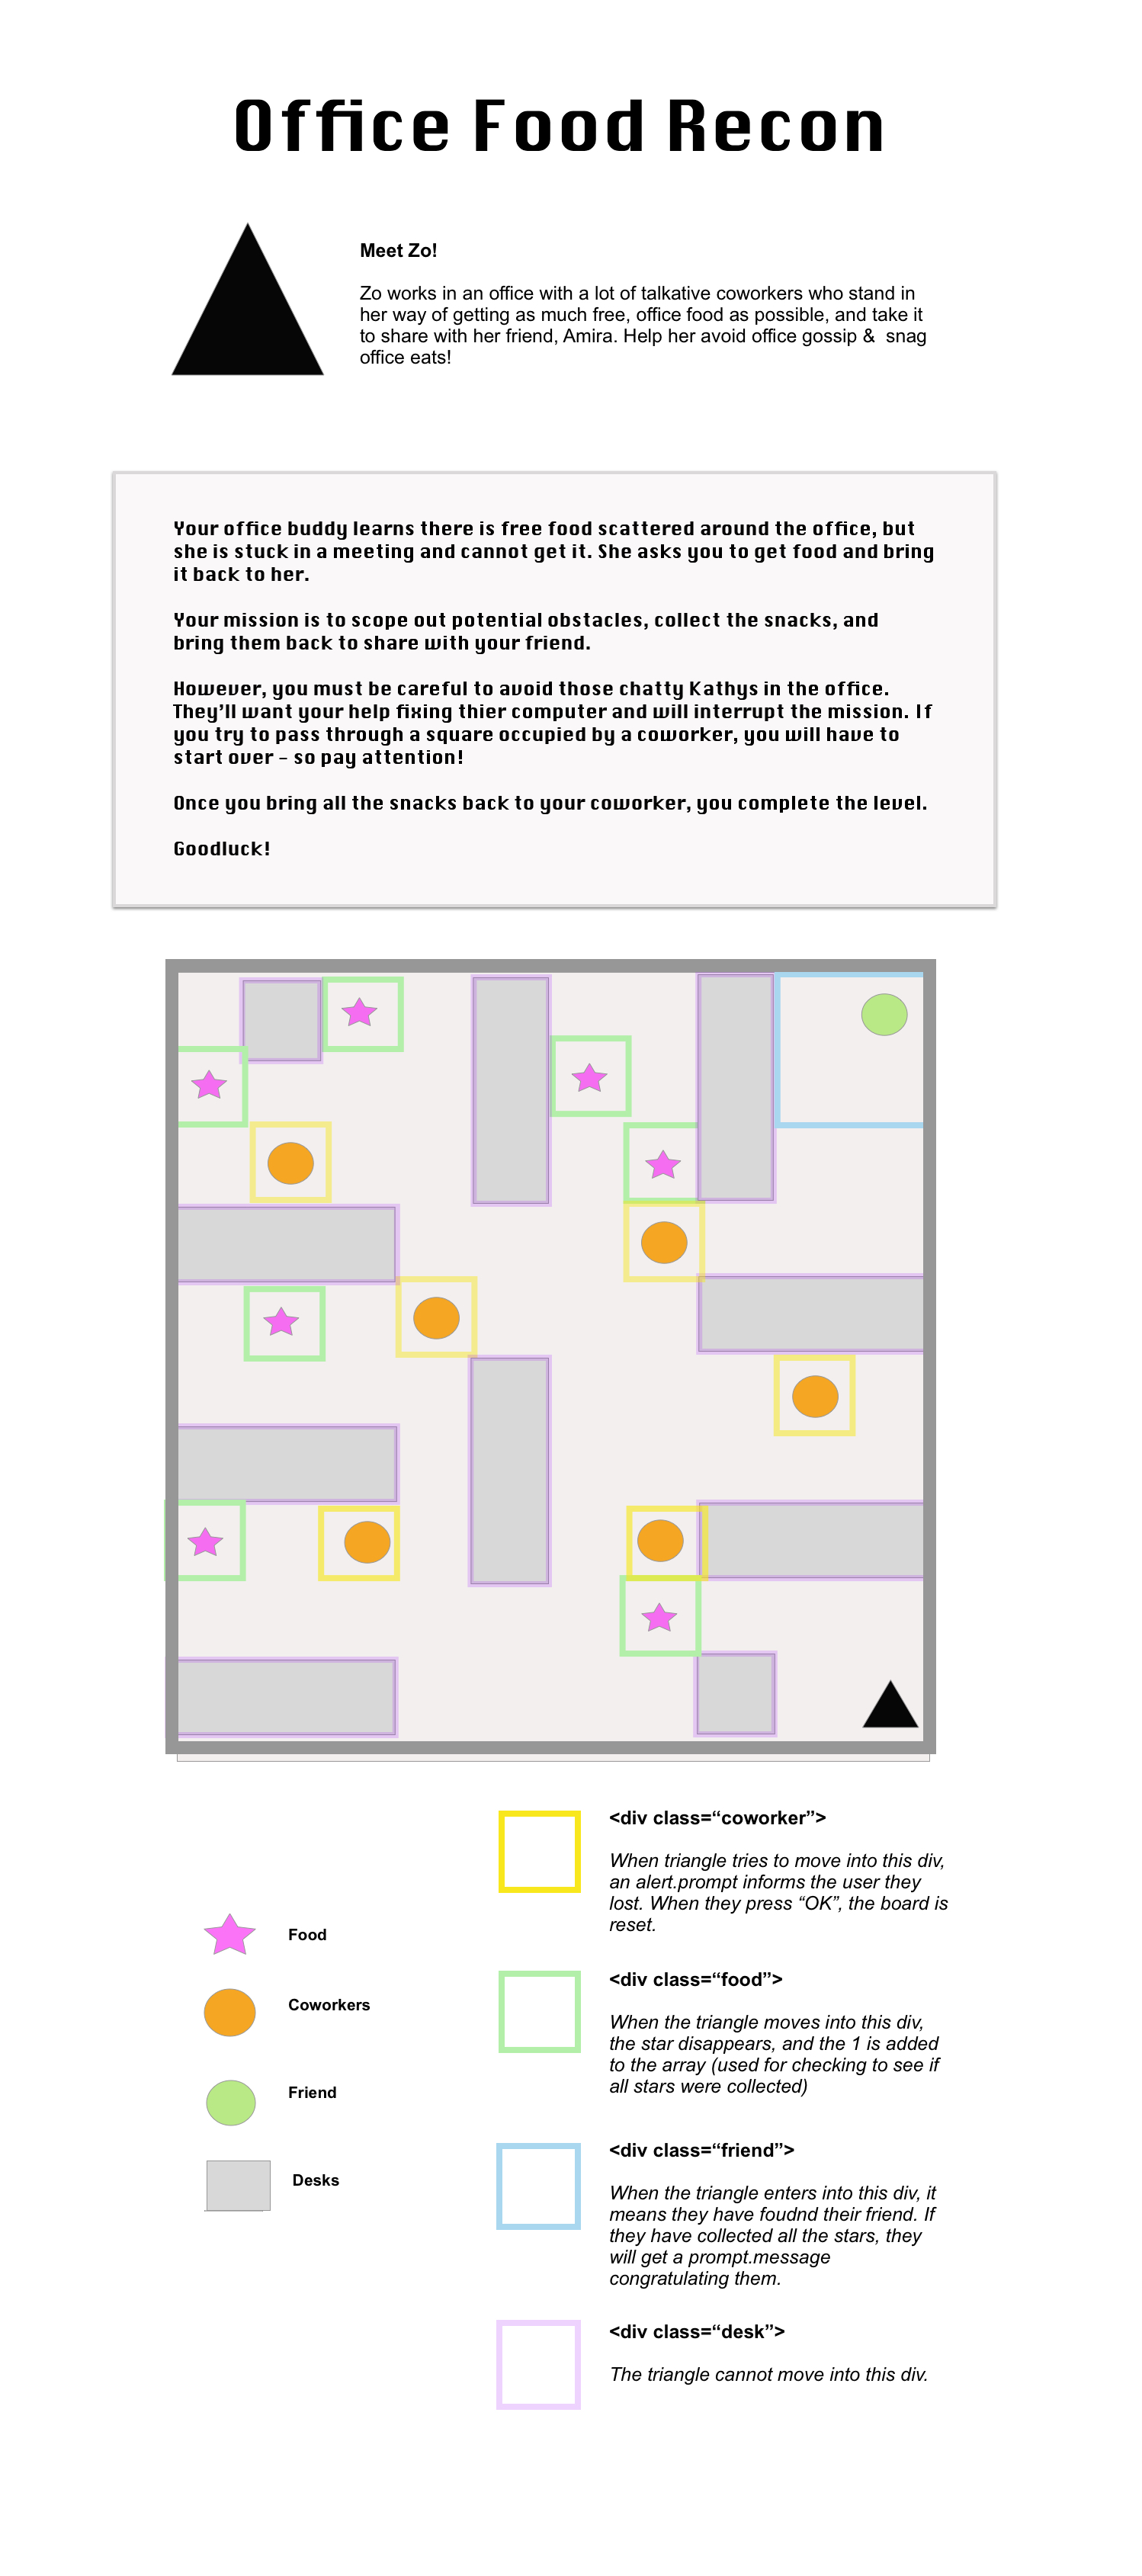 Office Food Recon
Meet Zo!
Zo works in an office with a lot of talkative coworkers who stand in
her way of getting as much free, office food as possible, and take it
to share with her friend, Amira. Help her avoid office gossip &  snag
office eats!
Your office buddy learns there is free food scattered around the office, but
she is stuck in a meeting and cannot get it. She asks you to get food and bring
it back to her.
Your mission is to scope out potential obstacles, collect the snacks, and
bring them back to share with your friend.
However, you must be careful to avoid those chatty Kathys in the office.
They’ll want your help fixing thier computer and will interrupt the mission. If
you try to pass through a square occupied by a coworker, you will have to
start over - so pay attention!
Once you bring all the snacks back to your coworker, you complete the level.
Goodluck!
Food
Coworkers
Friend
Desks
<div class=“coworker”>
When triangle tries to move into this div,
an alert.prompt informs the user they
lost. When they press “OK”, the board is
reset.
<div class=“food”>
When the triangle moves into this div,
the star disappears, and the 1 is added
to the array (used for checking to see if
all stars were collected)
<div class=“friend”>
When the triangle enters into this div, it
means they have foudnd their friend. If
they have collected all the stars, they
will get a prompt.message
congratulating them.
<div class=“desk”>
The triangle cannot move into this div.